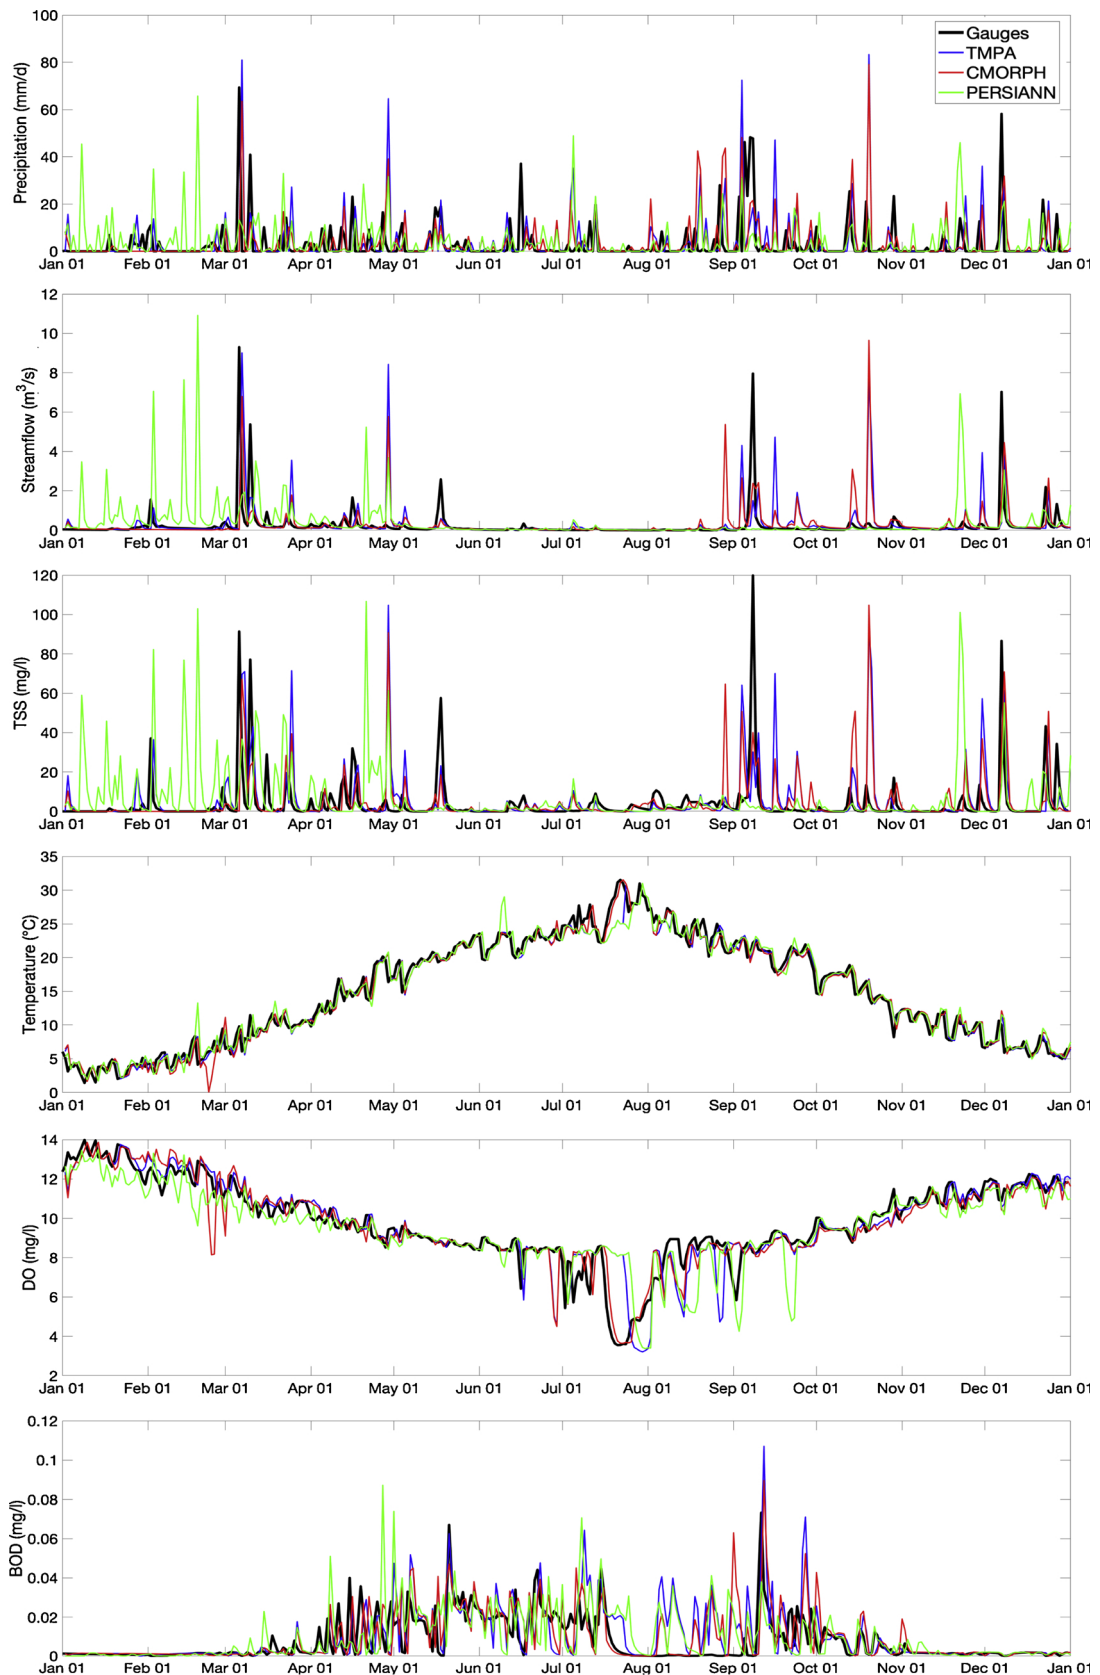 100
80
60
40
20
0
Precipitation (mm/d)
Gauges
TMPA
CMORPH
PERSIANN
Jan 01 Feb 01 Mar 01 Apr 01 May 01 Jun 01 Jul 01 Aug 01 Sep 01 Oct 01 Nov 01 Dec 01 Jan 01
12
10
8
6
4
2
0
Streamflow (m³/s)
Jan 01 Feb 01 Mar 01 Apr 01 May 01 Jun 01 Jul 01 Aug 01 Sep 01 Oct 01 Nov 01 Dec 01 Jan 01
120
100
80
60
40
20
0
TSS (mg/l)
Jan 01 Feb 01 Mar 01 Apr 01 May 01 Jun 01 Jul 01 Aug 01 Sep 01 Oct 01 Nov 01 Dec 01 Jan 01
35
30
25
20
15
10
5
0
Temperature (°C)
Jan 01 Feb 01 Mar 01 Apr 01 May 01 Jun 01 Jul 01 Aug 01 Sep 01 Oct 01 Nov 01 Dec 01 Jan 01
14
12
10
8
6
4
2
DO (mg/l)
Jan 01 Feb 01 Mar 01 Apr 01 May 01 Jun 01 Jul 01 Aug 01 Sep 01 Oct 01 Nov 01 Dec 01 Jan 01
0.12
0.1
0.08
0.06
0.04
0.02
0
BOD (mg/l)
Jan 01 Feb 01 Mar 01 Apr 01 May 01 Jun 01 Jul 01 Aug 01 Sep 01 Oct 01 Nov 01 Dec 01 Jan 01